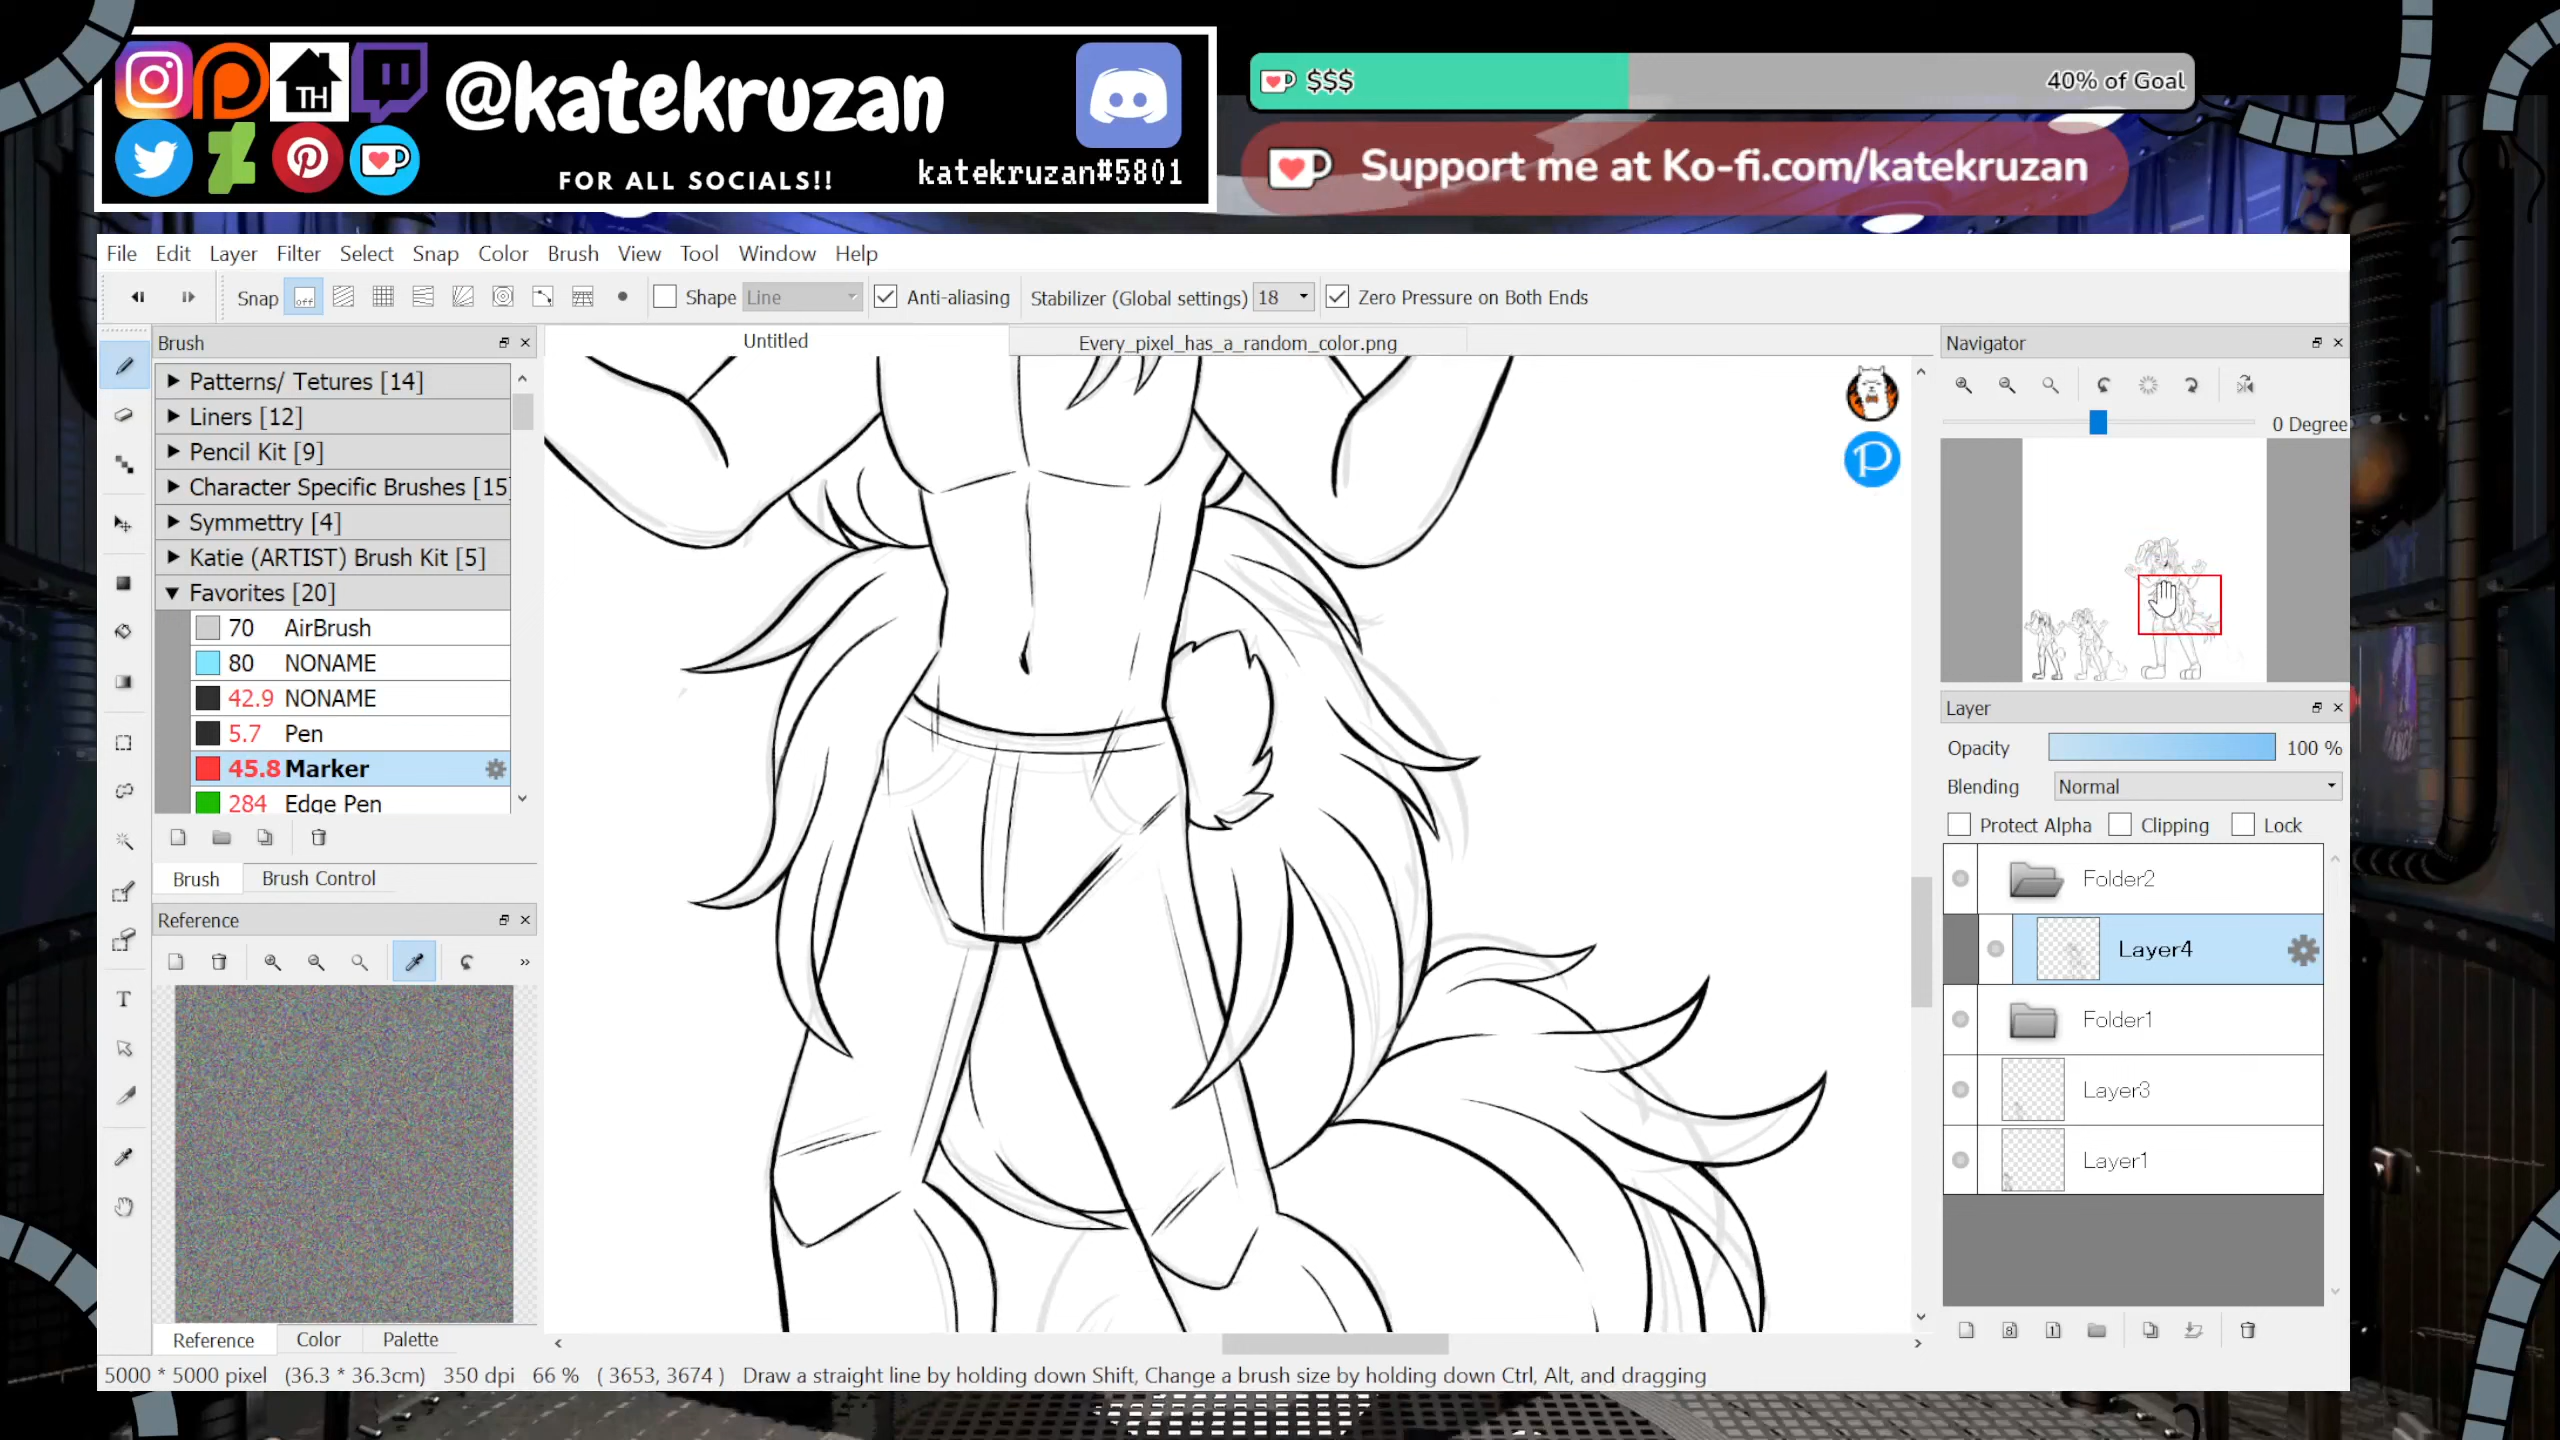 TH
@katekruzan
FOR ALL SOCIALS!!
katekruzan#5801
$$$
40% of Goal
Support me at Ko-fi.com/katekruzan
File Edit Layer Filter Select Snap Color Brush View Tool Window Help
Snap off Shape Line Anti-aliasing Stabilizer (Global settings) 18 Zero Pressure on Both Ends
Brush
Patterns/ Tetures [14]
Liners [12]
Pencil Kit [9]
Character Specific Brushes [15]
Symmetry [4]
Katie (ARTIST) Brush Kit [5]
Favorites [20]
70 AirBrush
80 NONAME
42.9 NONAME
5.7 Pen
45.8 Marker
284 Edge Pen
Brush Brush Control
Reference
T
Reference Color Palette
Untitled
Every_pixel_has_a_random_color.png
P
Navigator
0 Degree
Layer
Opacity 100 %
Blending Normal
Protect Alpha Clipping Lock
Folder2
Layer4
Folder1
Layer3
Layer1
8 1
5000 * 5000 pixel (36.3 * 36.3cm) 350 dpi 66 % ( 3653, 3674 ) Draw a straight line by holding down Shift, Change a brush size by holding down Ctrl, Alt, and dragging